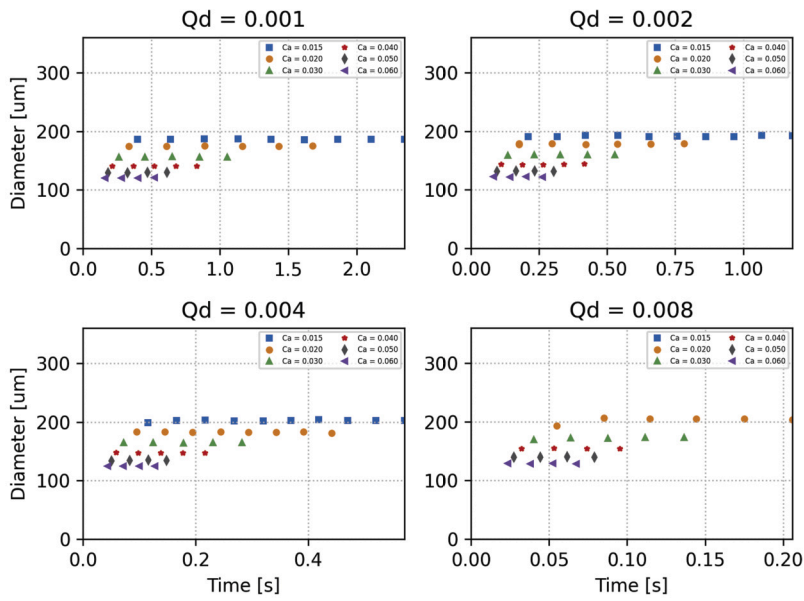 Qd = 0.001
Diameter [um]
300
200
100
0
Ca = 0.015 Ca = 0.040
Ca = 0.020 Ca = 0.050
Ca = 0.030 Ca = 0.060
0.0 0.5 1.0 1.5 2.0
Qd = 0.002
300
200
100
0
Ca = 0.015 Ca = 0.040
Ca = 0.020 Ca = 0.050
Ca = 0.030 Ca = 0.060
0.00 0.25 0.50 0.75 1.00
Qd = 0.004
Diameter [um]
300
200
100
0
Ca = 0.015 Ca = 0.040
Ca = 0.020 Ca = 0.050
Ca = 0.030 Ca = 0.060
0.0 0.2 0.4
Time [s]
Qd = 0.008
300
200
100
0
Ca = 0.015 Ca = 0.040
Ca = 0.020 Ca = 0.050
Ca = 0.030 Ca = 0.060
0.00 0.05 0.10 0.15 0.20
Time [s]